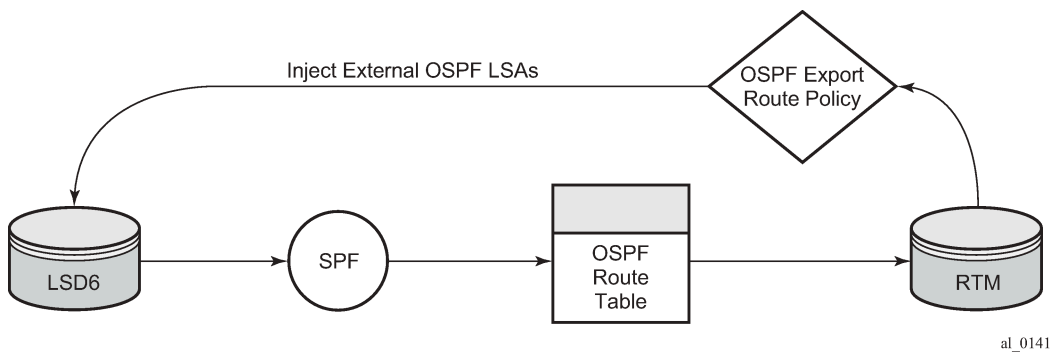 Inject External OSPF LSAs
OSPF Export
Route Policy
LSD6
SPF
OSPF
Route
Table
RTM
al_0141